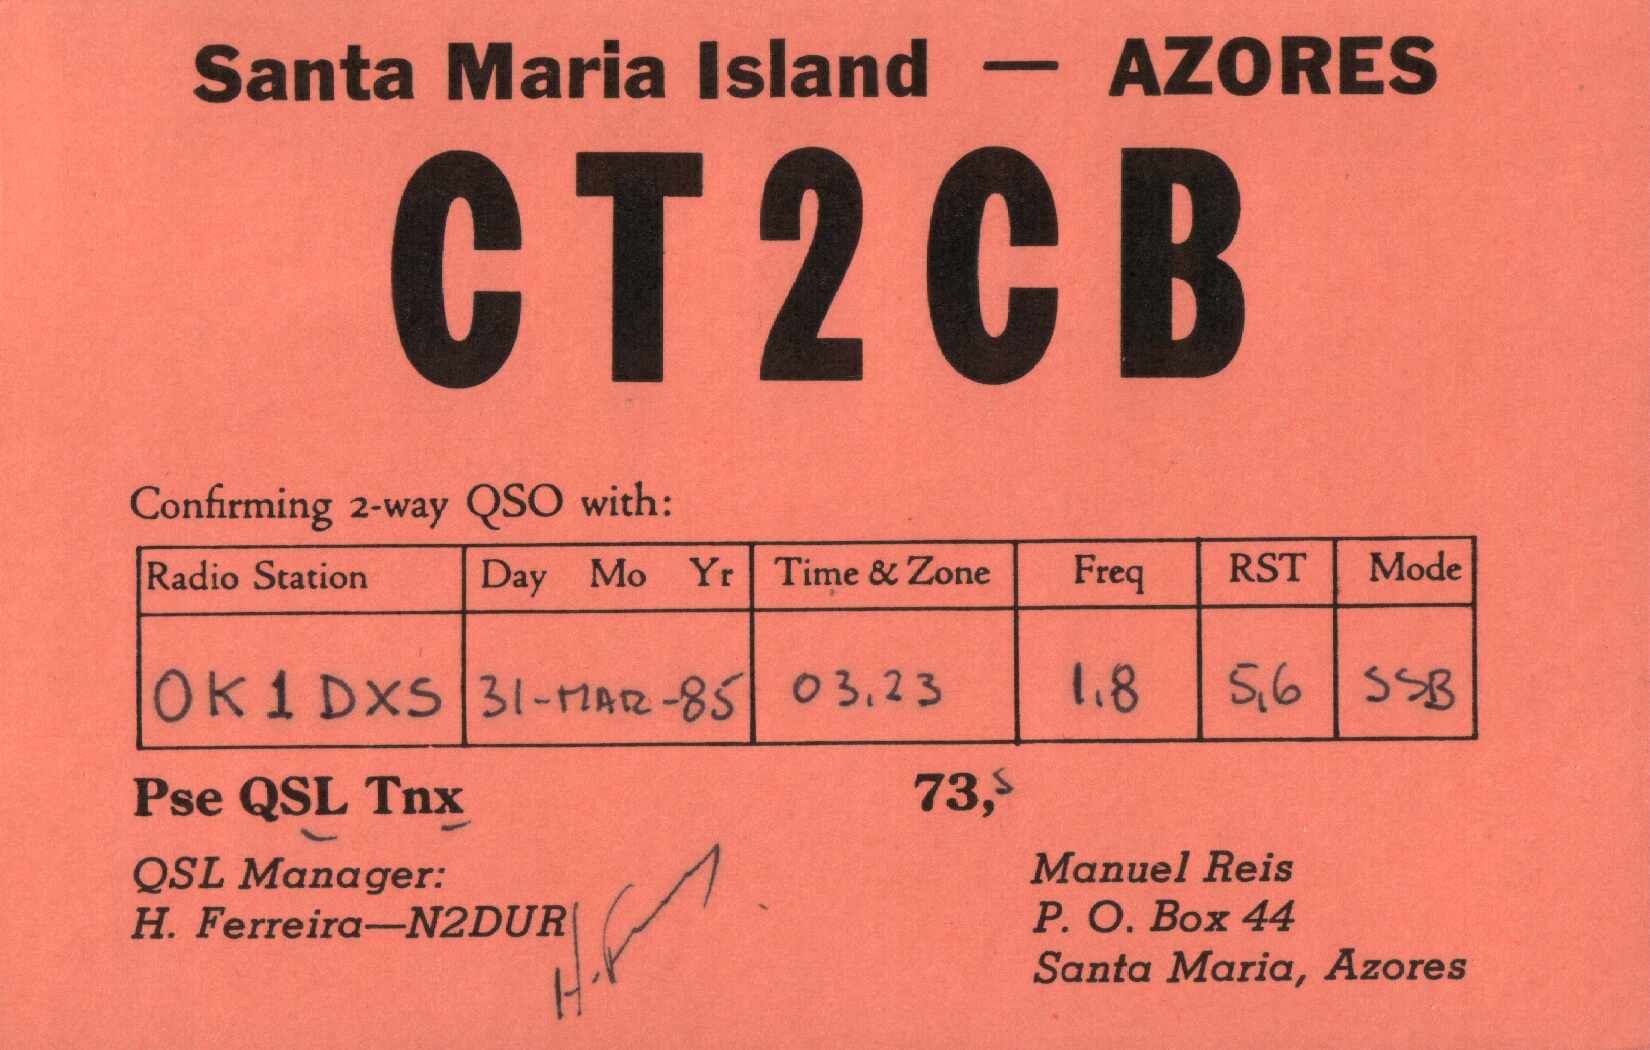 Santa Maria Island — AZORES
CT2CB
Confirming 2-way QSO with:
Radio Station Day Mo Yr Time & Zone Freq RST Mode
OK1DXS 31-MAR-85 03.23 1.8 5,6 SSB
Pse QSL Tnx 73,s
QSL Manager:
H. Ferreira—N2DUR
Manuel Reis
P. O. Box 44
Santa Maria, Azores